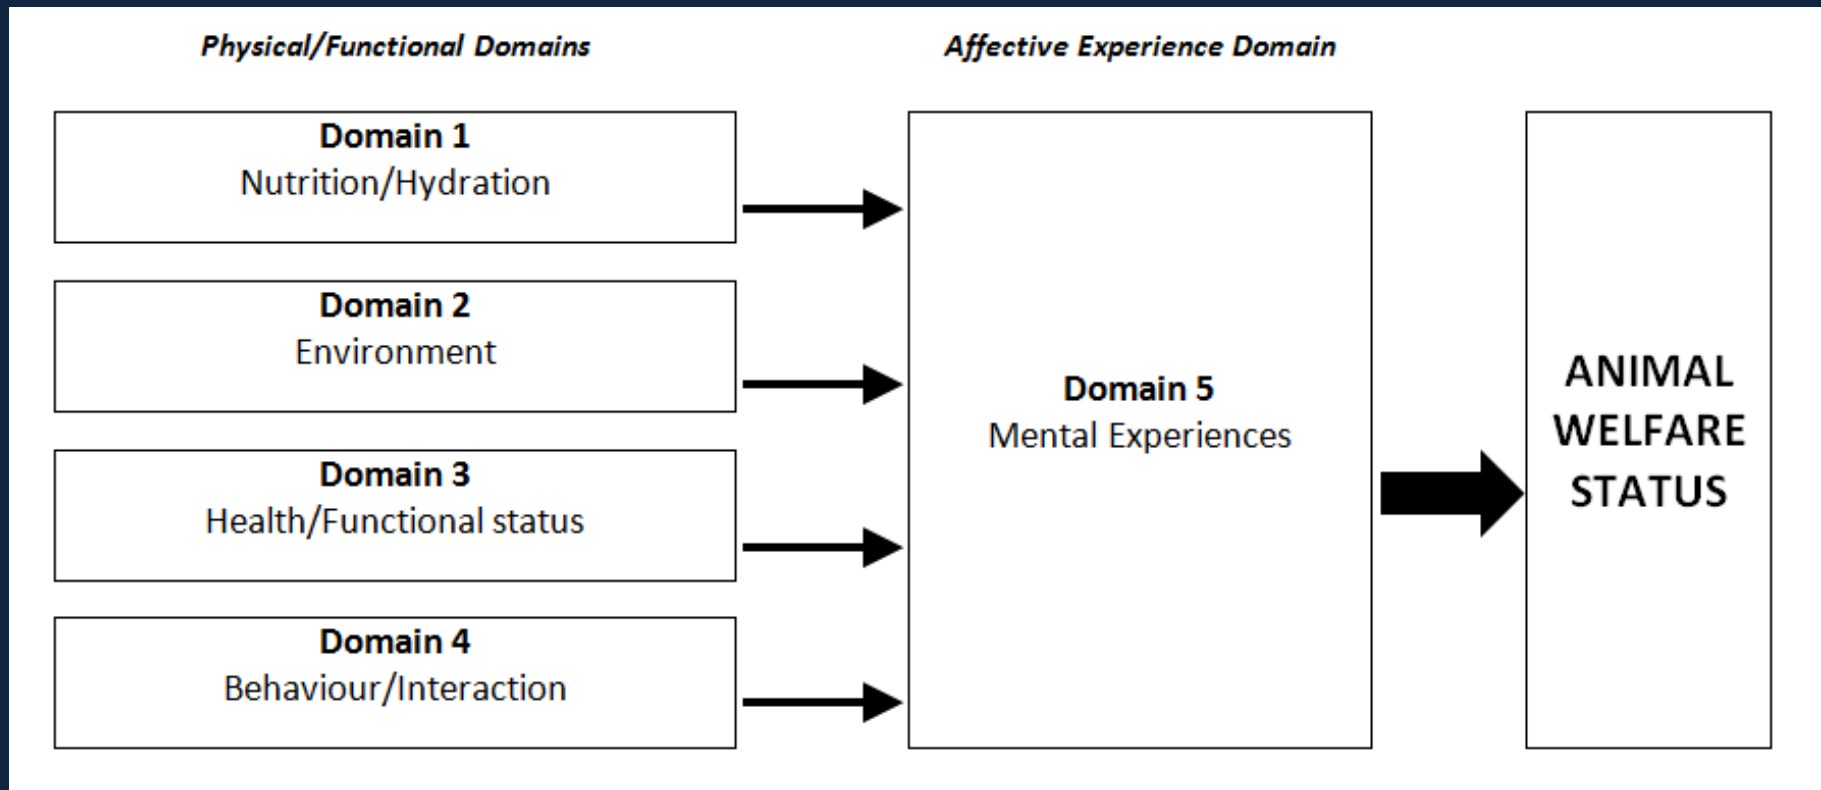 Physical/Functional Domains
Affective Experience Domain
Domain 1
Nutrition/Hydration
Domain 2
Environment
Domain 3
Health/Functional status
Domain 4
Behaviour/Interaction
Domain 5
Mental Experiences
ANIMAL
WELFARE
STATUS